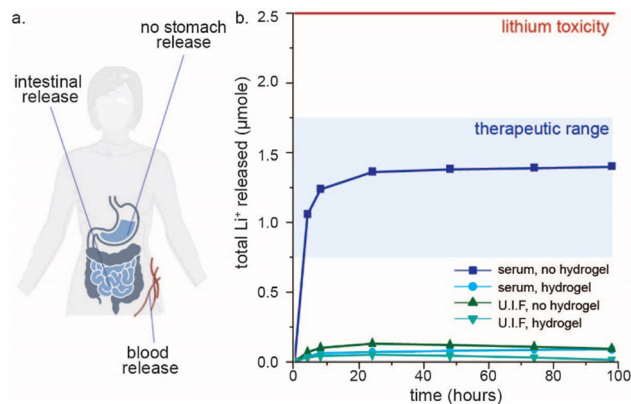 a.
no stomach
release
intestinal
release
blood
release
b.
total Li⁺ released (μmole)
2.5
2.0
1.5
1.0
0.5
0.0
lithium toxicity
therapeutic range
serum, no hydrogel
serum, hydrogel
U.I.F, no hydrogel
U.I.F, hydrogel
0 20 40 60 80 100
time (hours)